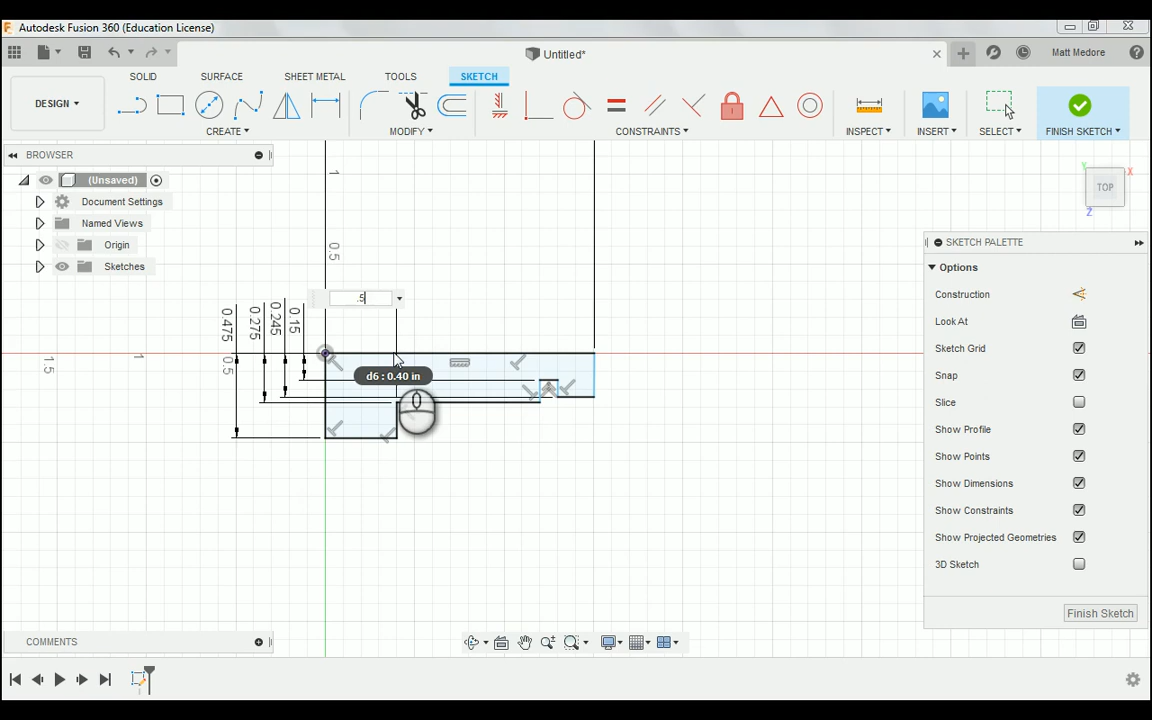 Autodesk Fusion 360 (Education License)
Untitled*
Matt Medore
DESIGN
SOLID
SURFACE
SHEET METAL
TOOLS
SKETCH
CREATE
MODIFY
CONSTRAINTS
INSPECT
INSERT
SELECT
FINISH SKETCH
BROWSER
(Unsaved)
Document Settings
Named Views
Origin
Sketches
TOP
X
Y
Z
1
0.5
.5
0.475
0.275
0.245
0.15
1.5
1
0.5
d6 : 0.40 in
SKETCH PALETTE
Options
Construction
Look At
Sketch Grid
Snap
Slice
Show Profile
Show Points
Show Dimensions
Show Constraints
Show Projected Geometries
3D Sketch
Finish Sketch
COMMENTS